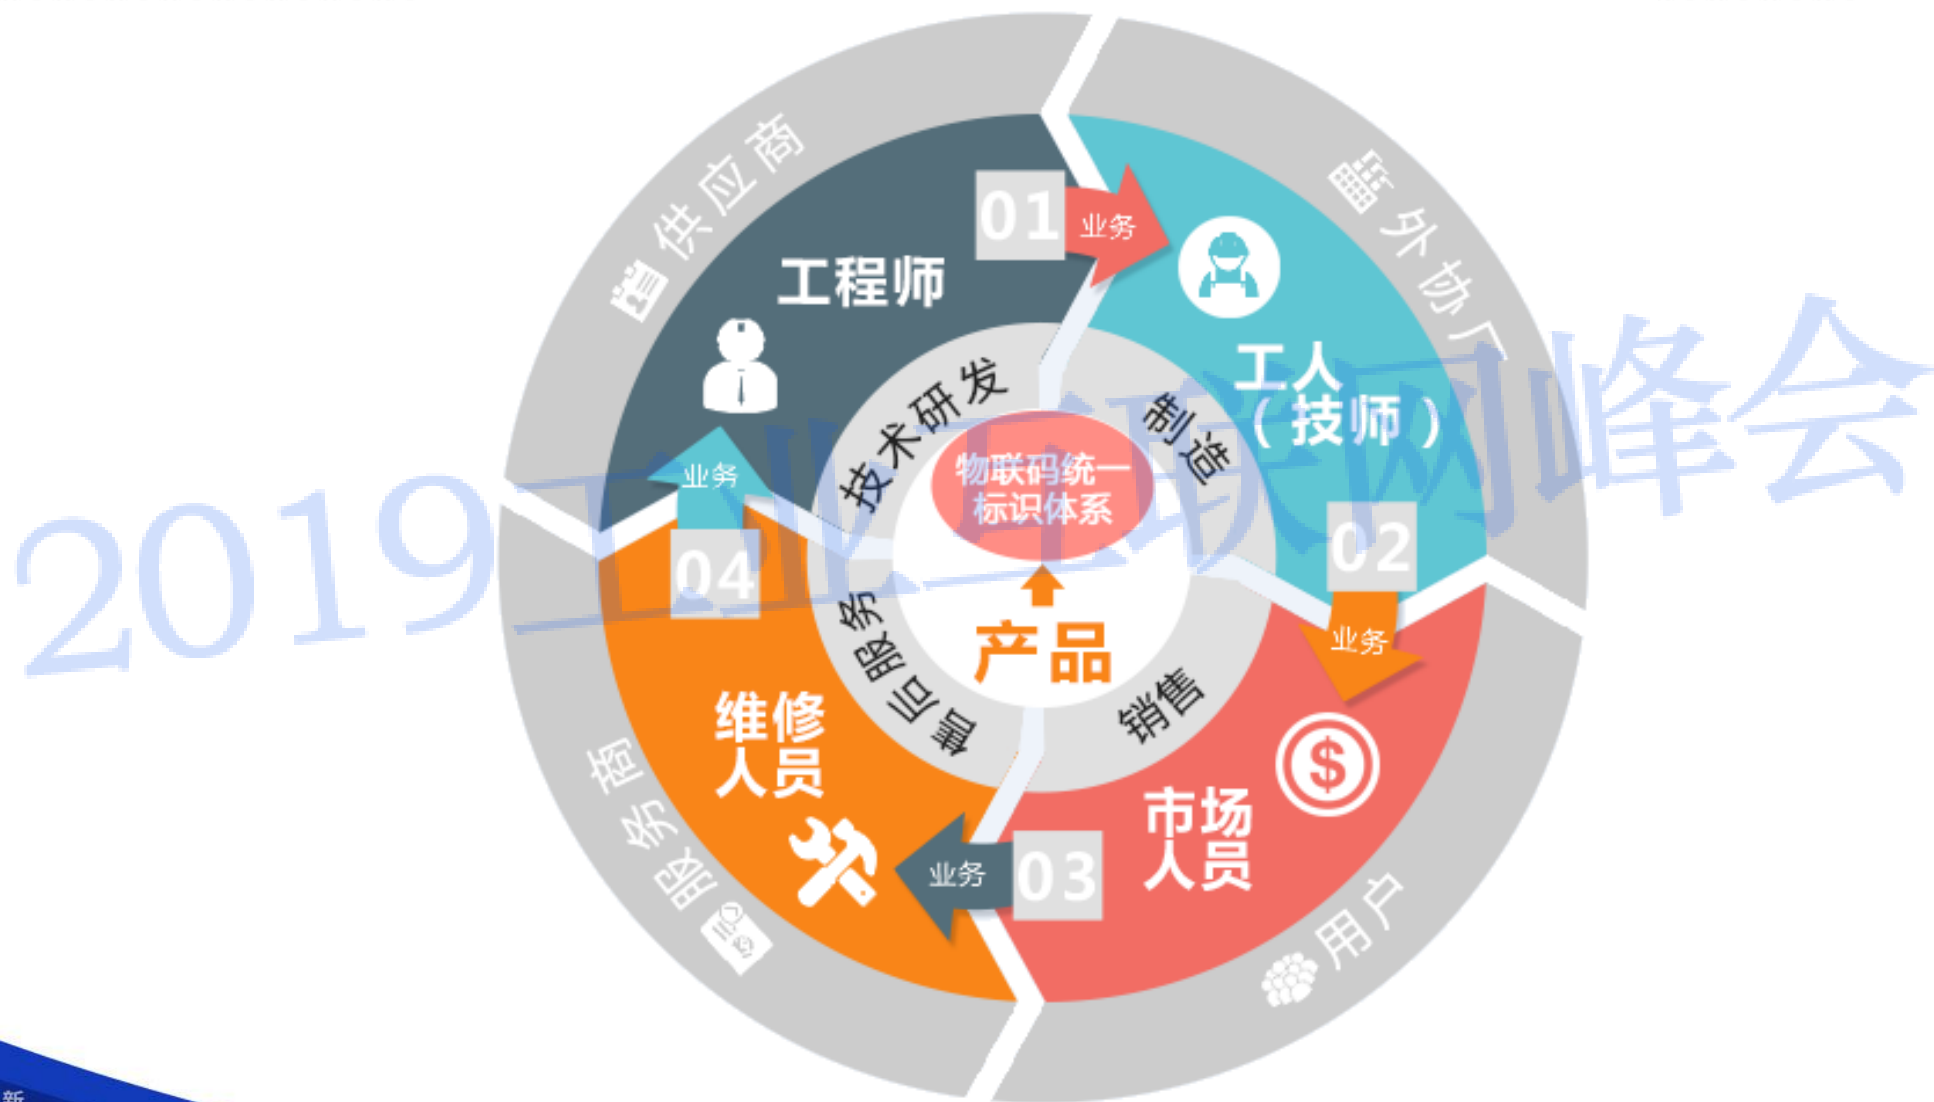 供应商
外协厂
01
业务
工程师
工人
（技师）
技术研发
制造
物联码统一
标识体系
业务
02
04
业务
产品
售后服务
销售
维修
人员
市场
人员
业务
03
服务商
用户
2019工业互联网峰会
新